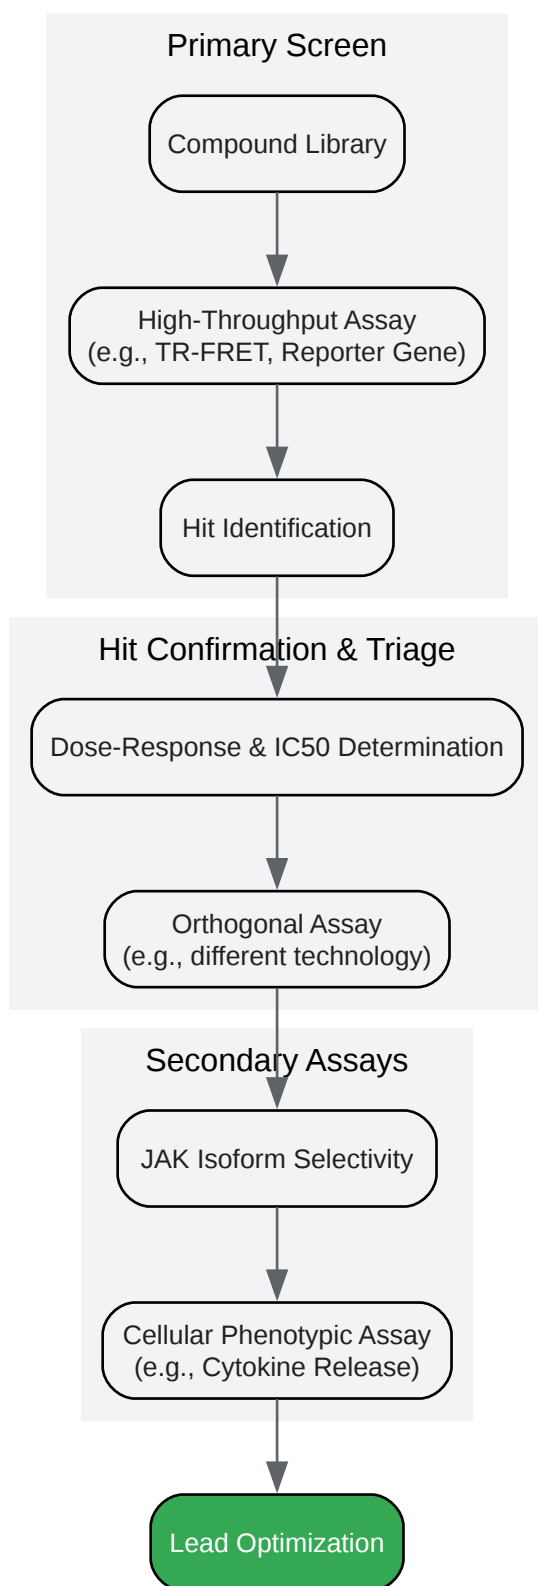 Primary Screen
Compound Library
High-Throughput Assay
(e.g., TR-FRET, Reporter Gene)
Hit Identification
Hit Confirmation & Triage
Dose-Response & IC50 Determination
Orthogonal Assay
(e.g., different technology)
Secondary Assays
JAK Isoform Selectivity
Cellular Phenotypic Assay
(e.g., Cytokine Release)
Lead Optimization